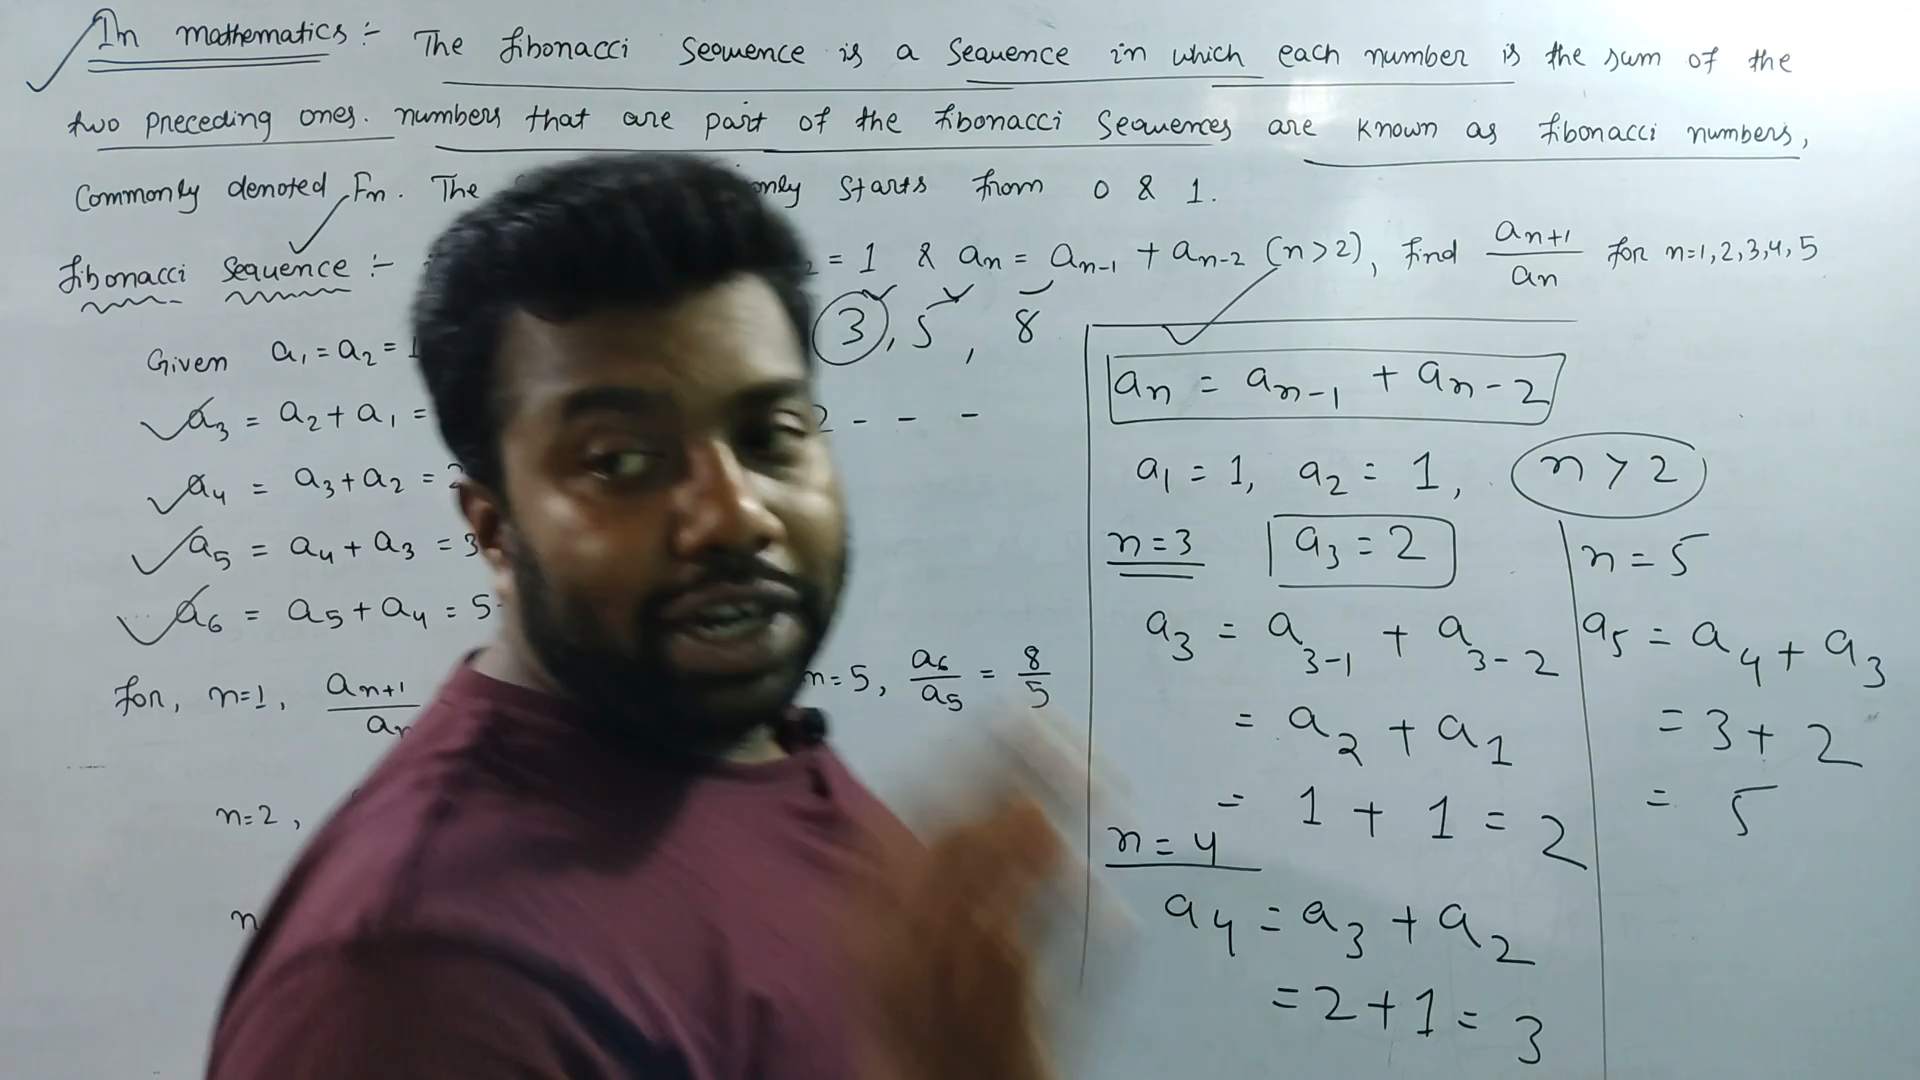 In mathematics :- The fibonacci Sequence is a Sequence in which each number is the sum of the
two preceding ones. numbers that are part of the fibonacci Sequences are known as fibonacci numbers,
Commonly denoted Fn. The only starts from 0 & 1.
fibonacci Sequence :- 2 = 1 & an = an-1 + an-2 (n>2), find an+1/an for n=1,2,3,4,5
3, 5, 8
Given a1 = a2 = 1
a3 = a2 + a1 = 2 - - -
a4 = a3 + a2 = 2
a5 = a4 + a3 = 3
a6 = a5 + a4 = 5
for, n=1, an+1/an n=5, a6/a5 = 8/5
n=2,
n
an = an-1 + an-2
a1 = 1, a2 = 1, n > 2
n=3 a3 = 2
a3 = a3-1 + a3-2
= a2 + a1
= 1 + 1 = 2
n=4
a4 = a3 + a2
= 2 + 1 = 3
n = 5
a5 = a4 + a3
= 3 + 2
= 5